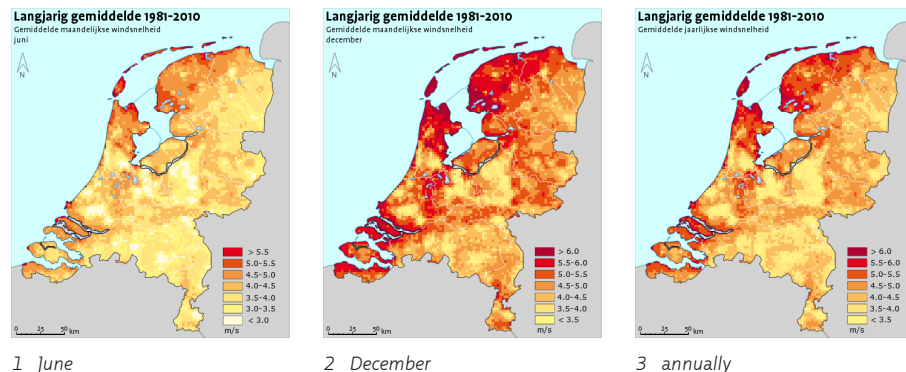 Langjarig gemiddelde 1981-2010
Gemiddelde maandelijkse windsnelheid
juni
N
> 5.5
5.0-5.5
4.5-5.0
4.0-4.5
3.5-4.0
3.0-3.5
< 3.0
m/s
0 25 50 km
1 June
Langjarig gemiddelde 1981-2010
Gemiddelde maandelijkse windsnelheid
december
N
> 6.0
5.5-6.0
5.0-5.5
4.5-5.0
4.0-4.5
3.5-4.0
< 3.5
m/s
0 25 50 km
2 December
Langjarig gemiddelde 1981-2010
Gemiddelde jaarlijkse windsnelheid
N
> 6.0
5.5-6.0
5.0-5.5
4.5-5.0
4.0-4.5
3.5-4.0
< 3.5
m/s
0 25 50 km
3 annually